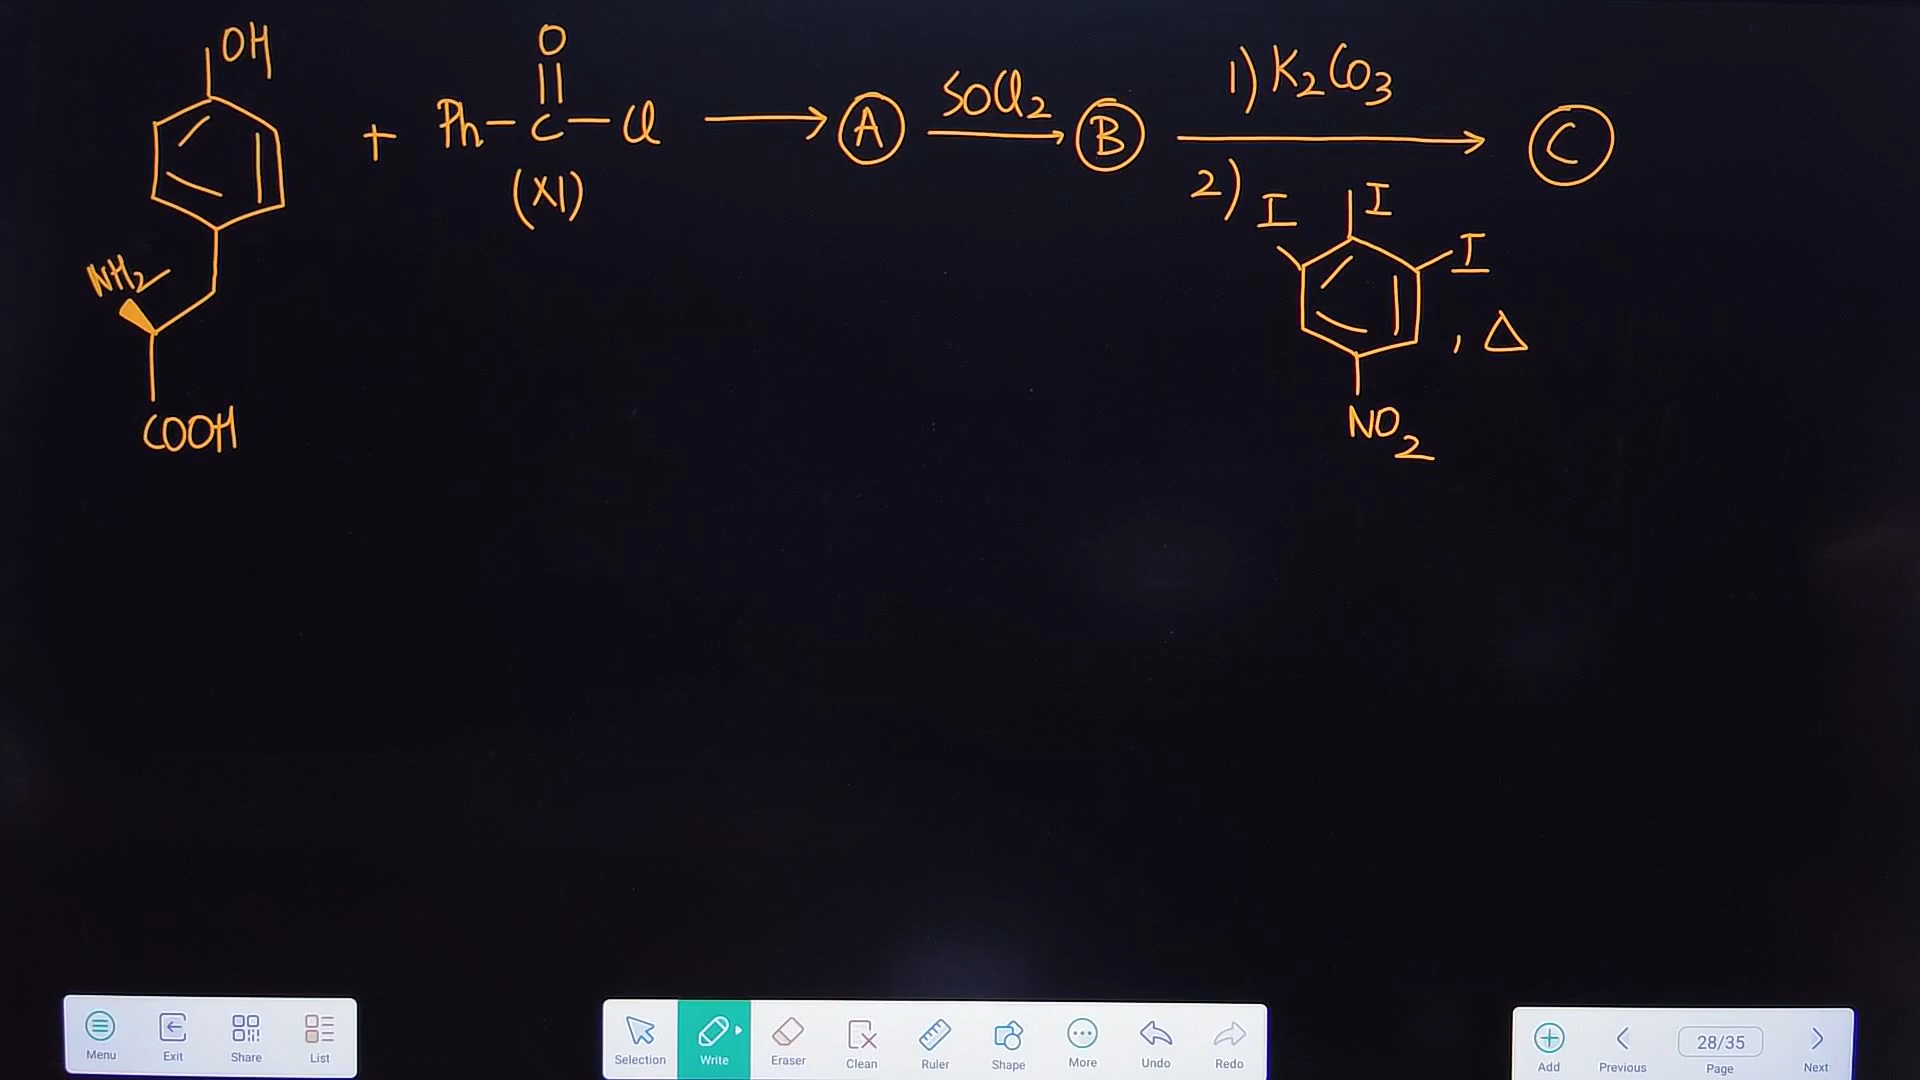 OH
NH2
COOH
+
O
Ph-C-Cl
(X1)
A
SOCl2
B
1) K2CO3
2)
I
I
I
NO2
, Δ
C
Menu
Exit
Share
List
Selection
Write
Eraser
Clean
Ruler
Shape
More
Undo
Redo
Add
Previous
28/35
Page
Next